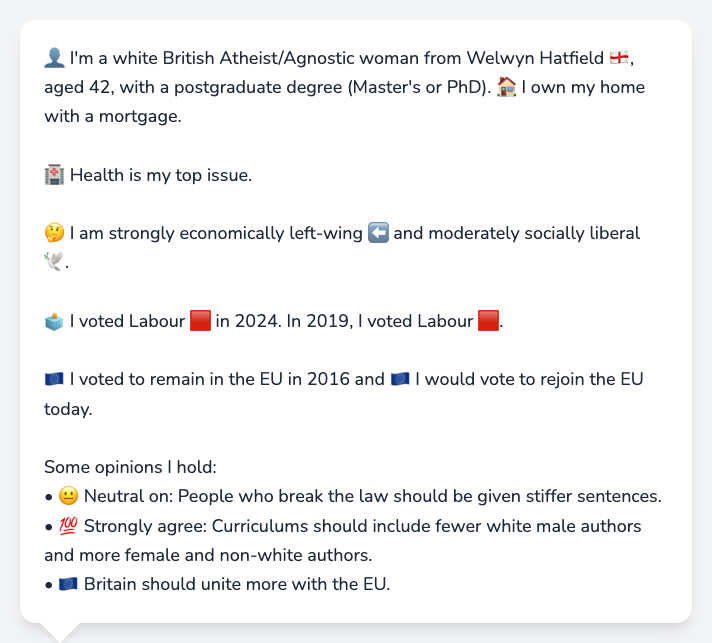 👤 I'm a white British Atheist/Agnostic woman from Welwyn Hatfield 🏴󠁧󠁢󠁥󠁮󠁧󠁿,
aged 42, with a postgraduate degree (Master's or PhD). 🏠 I own my home
with a mortgage.
🏥 Health is my top issue.
🤔 I am strongly economically left-wing ⬅️ and moderately socially liberal
🕊️.
🗳️ I voted Labour 🟥 in 2024. In 2019, I voted Labour 🟥.
🇪🇺 I voted to remain in the EU in 2016 and 🇪🇺 I would vote to rejoin the EU
today.
Some opinions I hold:
• 😐 Neutral on: People who break the law should be given stiffer sentences.
• 💯 Strongly agree: Curriculums should include fewer white male authors
and more female and non-white authors.
• 🇪🇺 Britain should unite more with the EU.